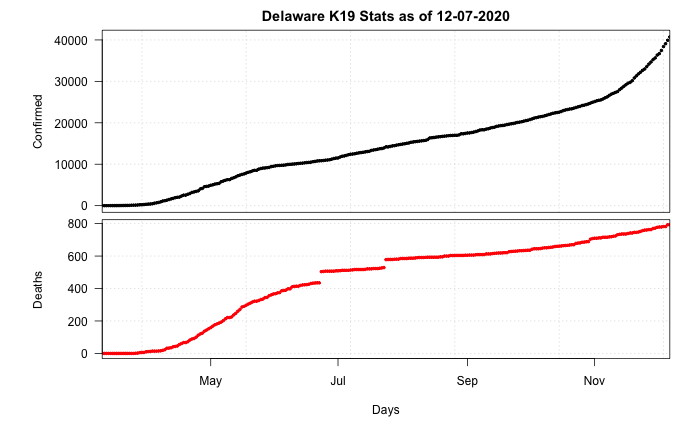 Delaware K19 Stats as of 12-07-2020
40000
30000
20000
10000
0
Confirmed
800
600
400
200
0
Deaths
May Jul Sep Nov
Days